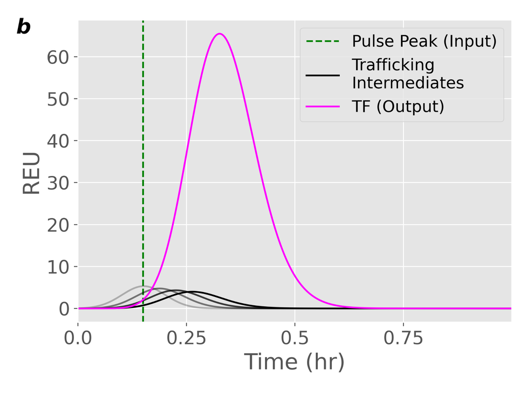 b
Pulse Peak (Input)
Trafficking
Intermediates
TF (Output)
REU
60
50
40
30
20
10
0
0.0
0.25
0.5
0.75
Time (hr)